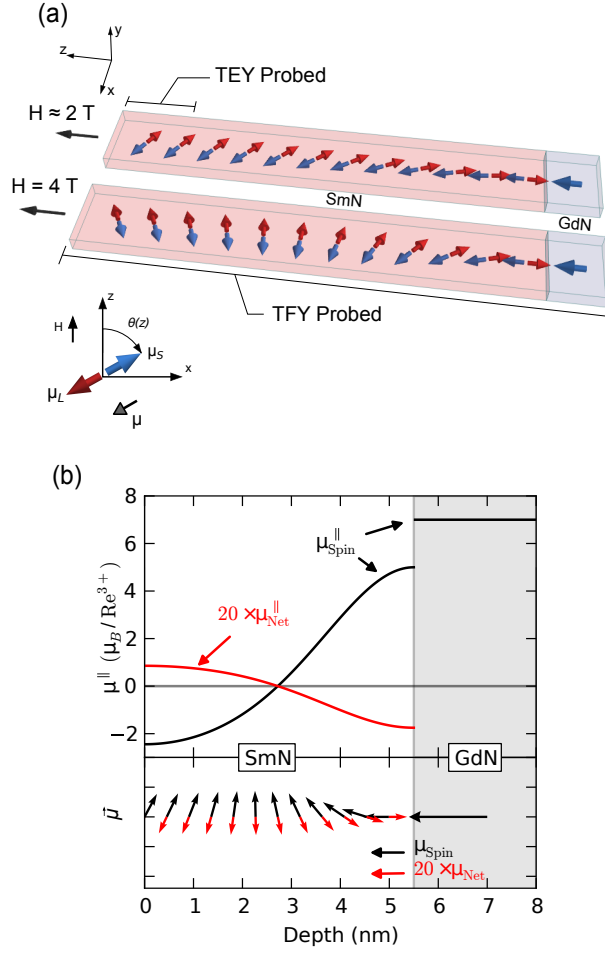 (a)
y
z
x
TEY Probed
H ≈ 2 T
H = 4 T
SmN
GdN
TFY Probed
z
H
θ(z)
μS
x
μL
μ
(b)
8
6
4
2
0
−2
μ∥ (μB/Re3+)
μ∥Spin
20 ×μ∥Net
SmN
GdN
μ⃗
μSpin
20 ×μNet
0 1 2 3 4 5 6 7 8
Depth (nm)